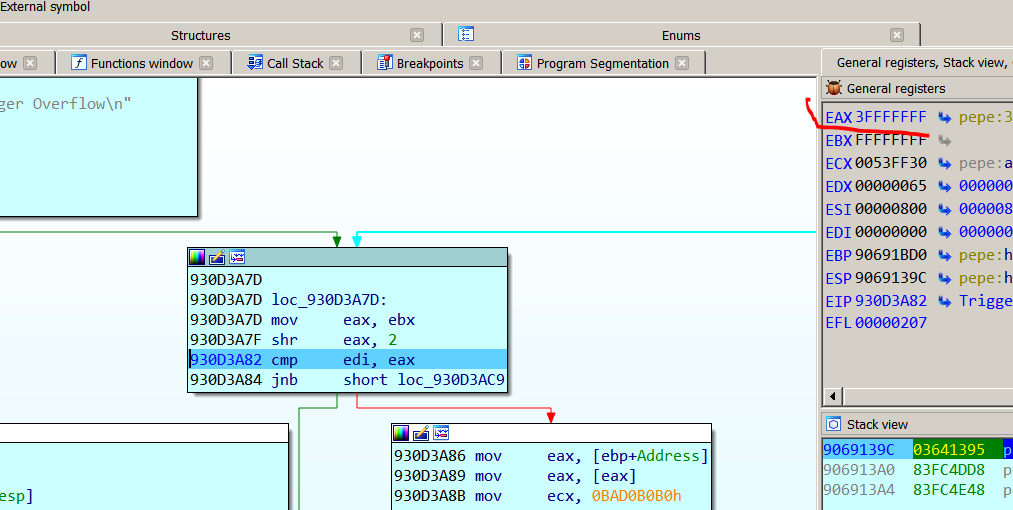 External symbol
Structures
Enums
ow
Functions window
Call Stack
Breakpoints
Program Segmentation
General registers, Stack view,
ger Overflow\n"
General registers
EAX 3FFFFFFF pepe:3
EBX FFFFFFFF
ECX 0053FF30 pepe:a
EDX 00000065 000000
ESI 00000800 000008
EDI 00000000 000000
EBP 90691BD0 pepe:h
ESP 9069139C pepe:h
EIP 930D3A82 Trigge
EFL 00000207
930D3A7D
930D3A7D loc_930D3A7D:
930D3A7D mov eax, ebx
930D3A7F shr eax, 2
930D3A82 cmp edi, eax
930D3A84 jnb short loc_930D3AC9
esp]
930D3A86 mov eax, [ebp+Address]
930D3A89 mov eax, [eax]
930D3A8B mov ecx, 0BAD0B0B0h
Stack view
9069139C 03641395 p
906913A0 83FC4DD8 p
906913A4 83FC4E48 p